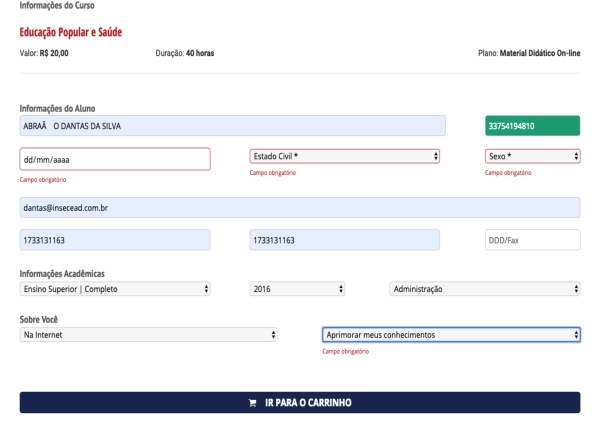 Informações do Curso
Educação Popular e Saúde
Valor: R$ 20,00 Duração: 40 horas Plano: Material Didático On-line
Informações do Aluno
ABRAÃ O DANTAS DA SILVA 33754194810
dd/mm/aaaa Estado Civil * Sexo *
Campo obrigatório Campo obrigatório Campo obrigatório
dantas@insecead.com.br
1733131163 1733131163 DDD/Fax
Informações Acadêmicas
Ensino Superior | Completo 2016 Administração
Sobre Você
Na Internet Aprimorar meus conhecimentos
Campo obrigatório
IR PARA O CARRINHO